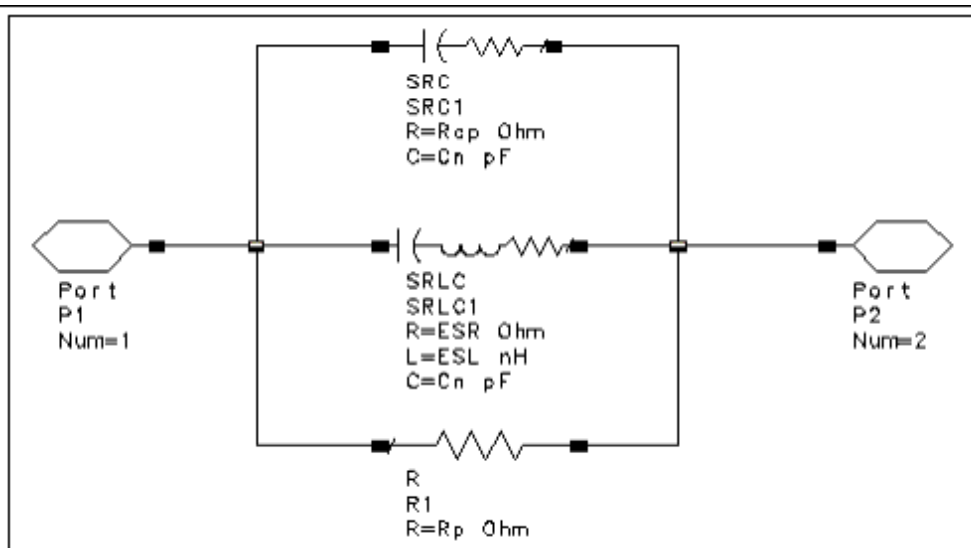 SRC
SRC1
R=Rap Ohm
C=Cn pF
Port
P1
Num=1
SRLC
SRLC1
R=ESR Ohm
L=ESL nH
C=Cn pF
Port
P2
Num=2
R
R1
R=Rp Ohm